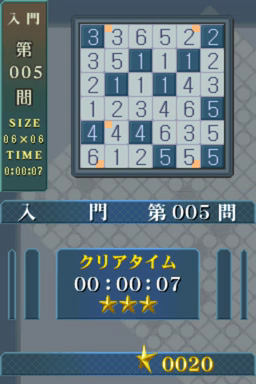 入門
第
005
問
SIZE
06×06
TIME
0:00:07
3 3 6 5 2 2
3 5 1 1 2 3
2 1 1 1 4 3
1 2 3 4 6 5
4 4 4 6 3 5
6 1 2 5 5 5
入 門 第005問
クリアタイム
00:00:07
0020